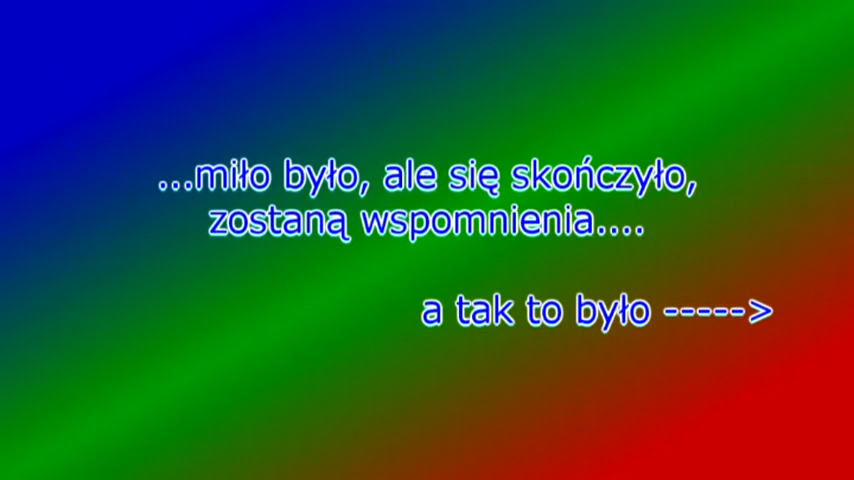 ...miło było, ale się skończyło,
zostaną wspomnienia....
a tak to było ----->